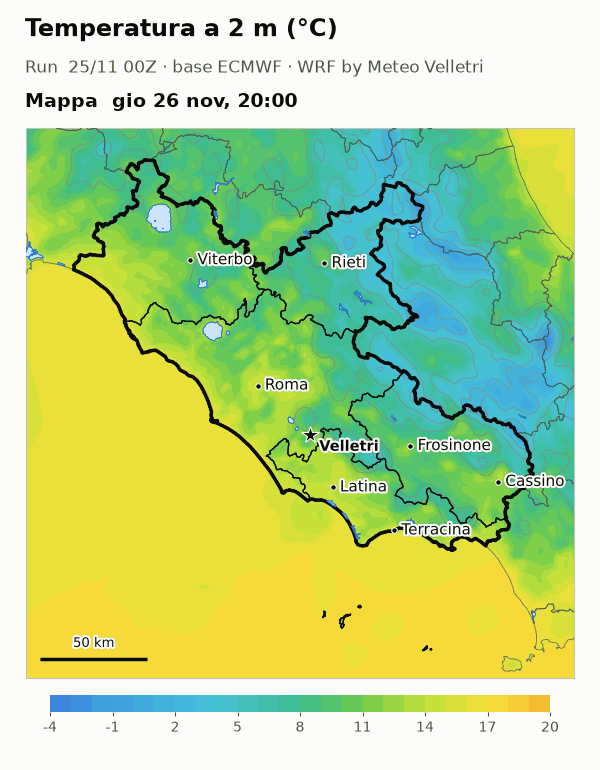 Temperatura a 2 m (°C)
Run  25/11 00Z · base ECMWF · WRF by Meteo Velletri
Mappa  gio 26 nov, 20:00
Viterbo
Rieti
Roma
Velletri
Frosinone
Cassino
Latina
Terracina
50 km
-4 -1 2 5 8 11 14 17 20